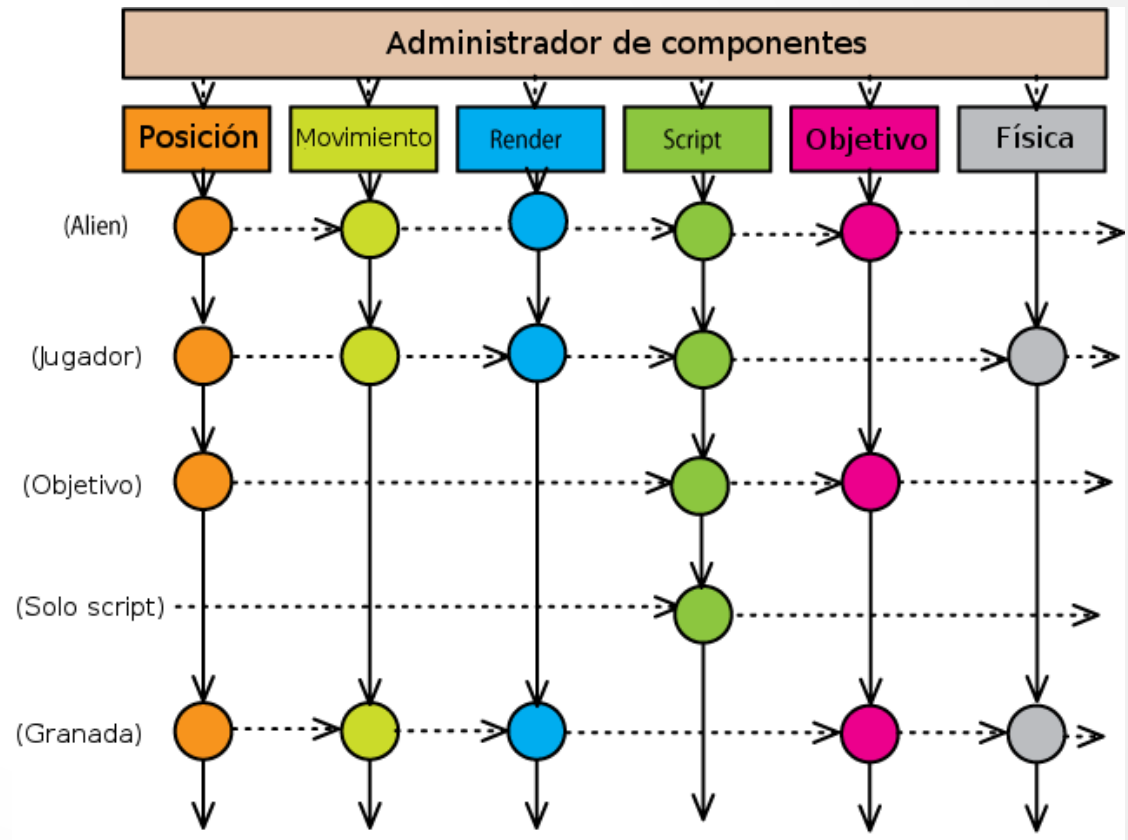 Administrador de componentes
Posición
Movimiento
Render
Script
Objetivo
Física
(Alien)
(Jugador)
(Objetivo)
(Solo script)
(Granada)